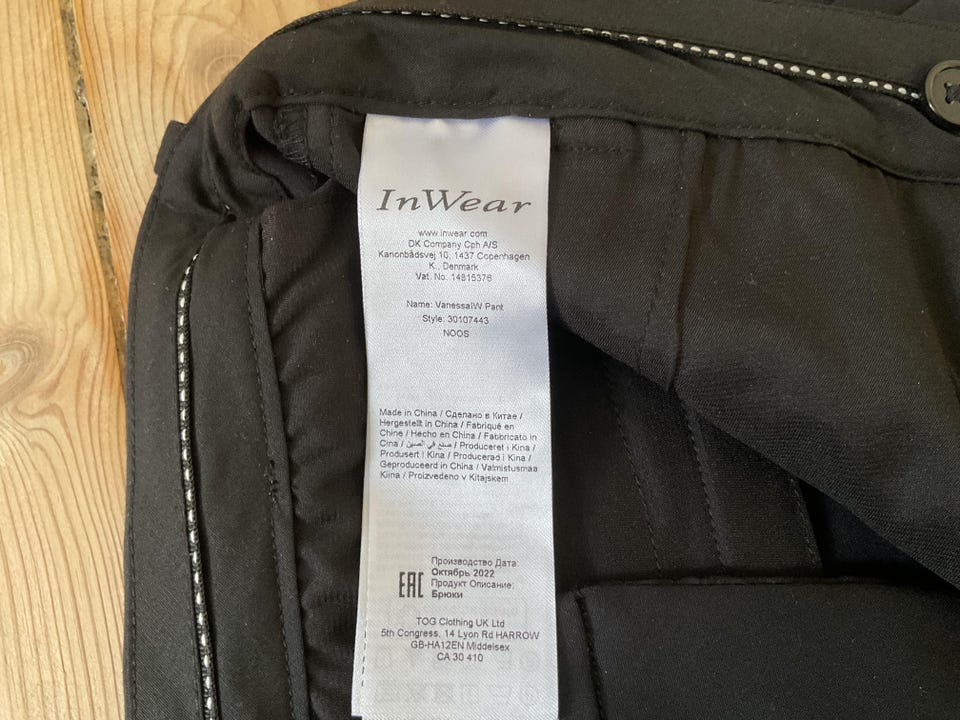 InWear
www.inwear.com
DK Company Cph A/S
Kanonbådsvej 10, 1437 Copenhagen
K., Denmark
Vat. No: 14815376
Name: VanessaIW Pant
Style: 30107443
NOOS
Made in China / Сделано в Китае /
Hergestellt in China / Fabriqué en
Chine / Hecho en China / Fabbricato in
Cina / صنع في الصين / Produceret i Kina /
Produsert i Kina / Producerad i Kina /
Geproduceerd in China / Valmistusmaa
Kiina / Proizvedeno v Kitajskem
EAC
Производство Дата:
Октябрь 2022
Продукт Описание:
Брюки
TOG Clothing UK Ltd
5th Congress, 14 Lyon Rd HARROW
GB-HA12EN Middelsex
CA 30 410